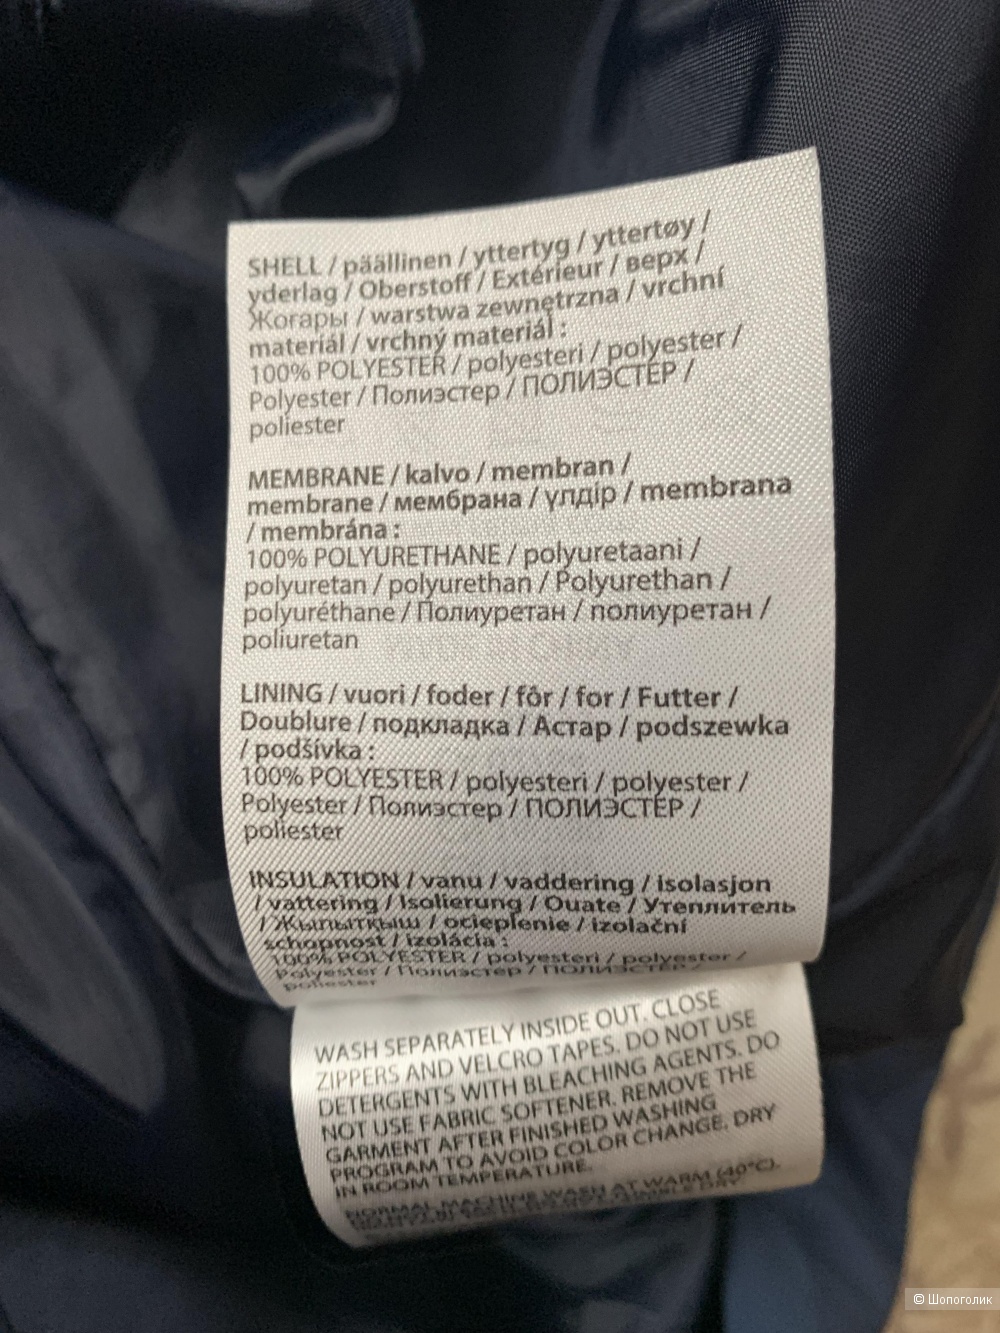 SHELL / päällinen / yttertyg / yttertøy /
yderlag / Oberstoff / Extérieur / верх /
Жоғары / warstwa zewnętrzna / vrchní
materiál / vrchný materiál :
100% POLYESTER / polyesteri / polyester /
Polyester / Полиэстер / ПОЛИЭСТЕР /
poliester
MEMBRANE / kalvo / membran /
membrane / мембрана / үлдір / membrana
/ membrána :
100% POLYURETHANE / polyuretaani /
polyuretan / polyurethan / Polyurethan /
polyuréthane / Полиуретан / полиуретан /
poliuretan
LINING / vuori / foder / fôr / for / Futter /
Doublure / подкладка / Астар / podszewka
/ podšívka :
100% POLYESTER / polyesteri / polyester /
Polyester / Полиэстер / ПОЛИЭСТЕР /
poliester
INSULATION / vanu / vaddering / isolasjon
/ vattering / Isolierung / Ouate / Утеплитель
/ Жылытқыш / ocieplenie / izolační
schopnost / izolácia :
100% POLYESTER / polyesteri / polyester /
Polyester / Полиэстер / ПОЛИЭСТЕР /
poliester
WASH SEPARATELY INSIDE OUT. CLOSE
ZIPPERS AND VELCRO TAPES. DO NOT USE
DETERGENTS WITH BLEACHING AGENTS. DO
NOT USE FABRIC SOFTENER. REMOVE THE
GARMENT AFTER FINISHED WASHING
PROGRAM TO AVOID COLOR CHANGE. DRY
IN ROOM TEMPERATURE.
NORMAL MACHINE WASH AT WARM (40°C).
© Шопоголик